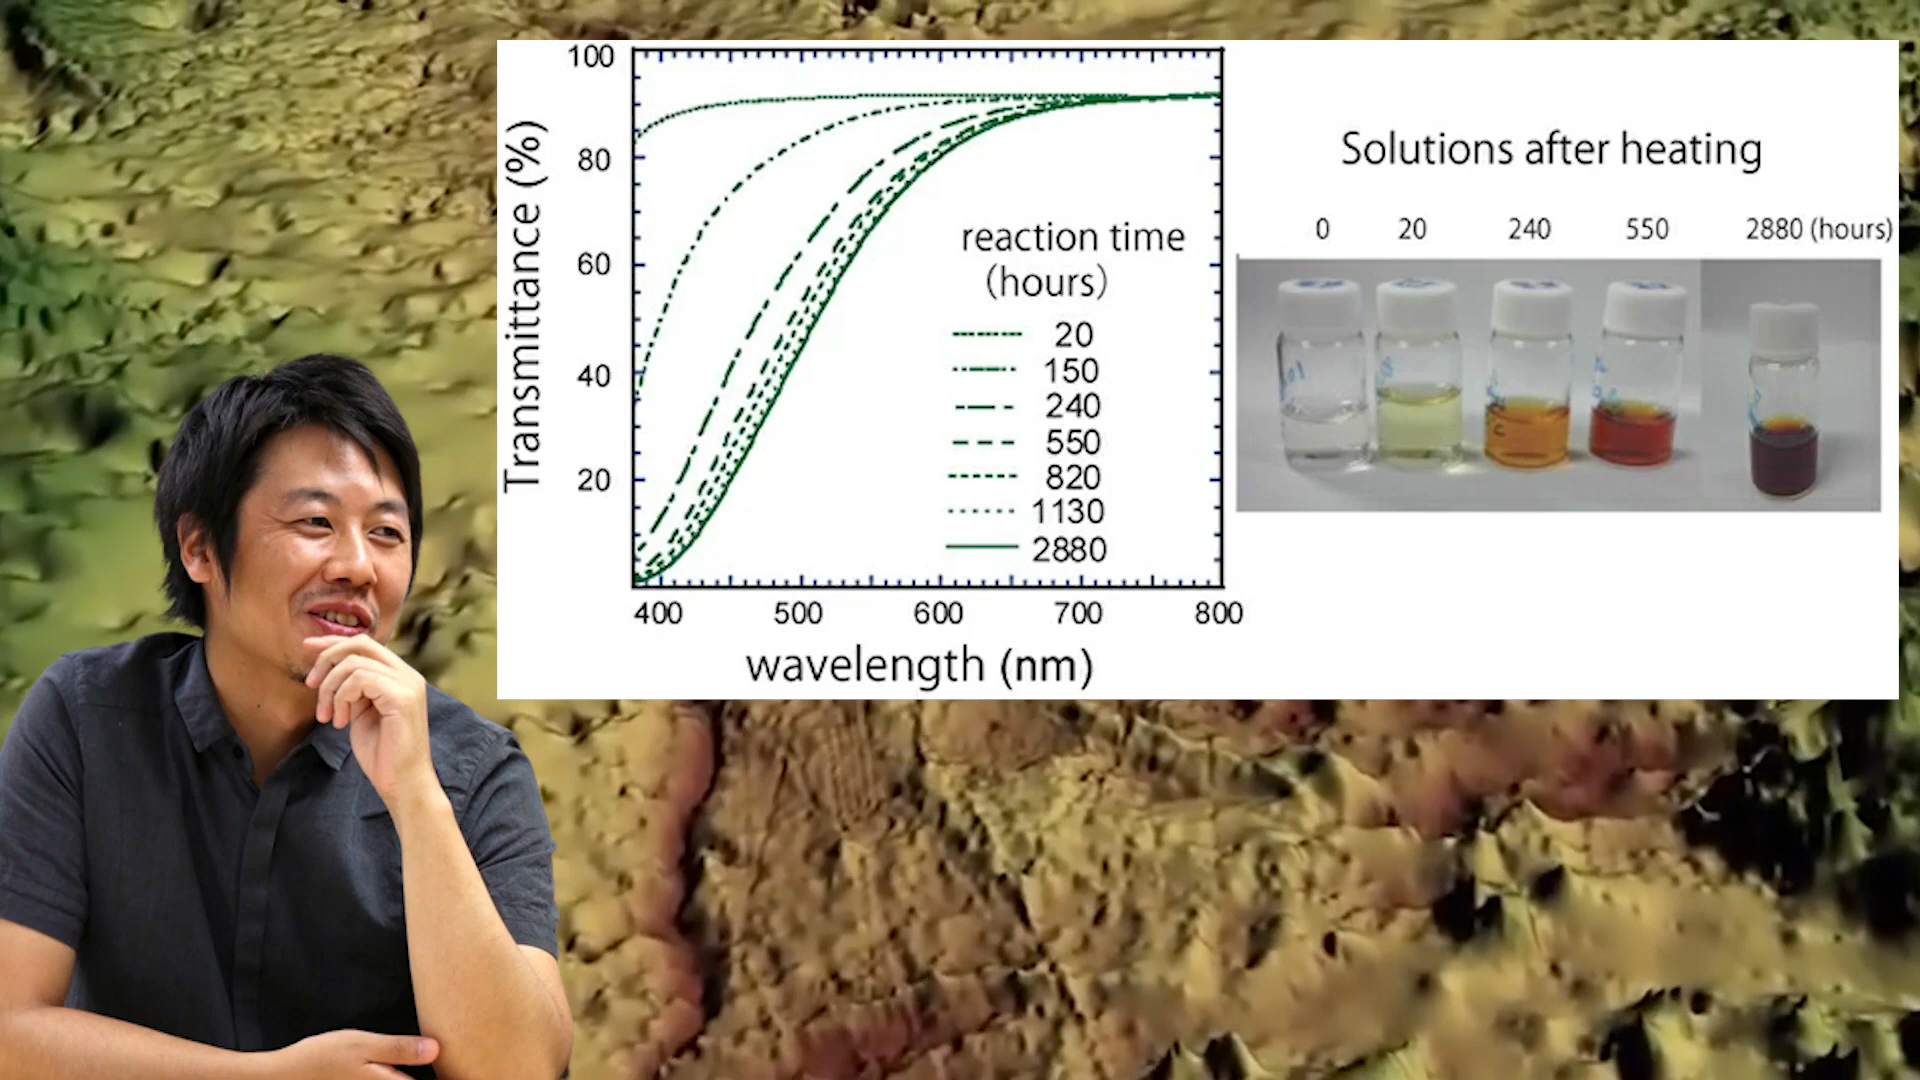 100
80
60
40
20
Transmittance (%)
400 500 600 700 800
wavelength (nm)
reaction time
(hours)
20
150
240
550
820
1130
2880
Solutions after heating
0 20 240 550 2880 (hours)